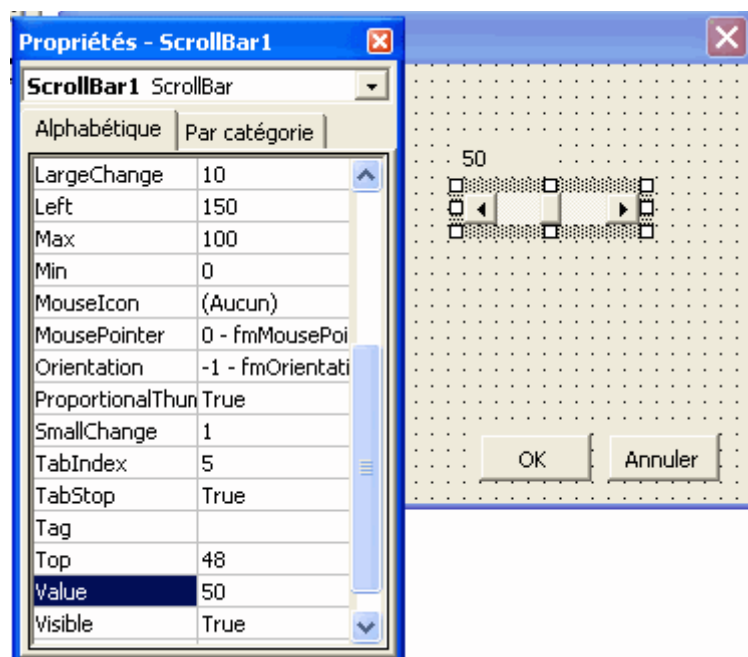 Propriétés - ScrollBar1
ScrollBar1 ScrollBar
Alphabétique Par catégorie
LargeChange 10
Left 150
Max 100
Min 0
MouseIcon (Aucun)
MousePointer 0 - fmMousePoi
Orientation -1 - fmOrientati
ProportionalThun True
SmallChange 1
TabIndex 5
TabStop True
Tag
Top 48
Value 50
Visible True
50
OK Annuler